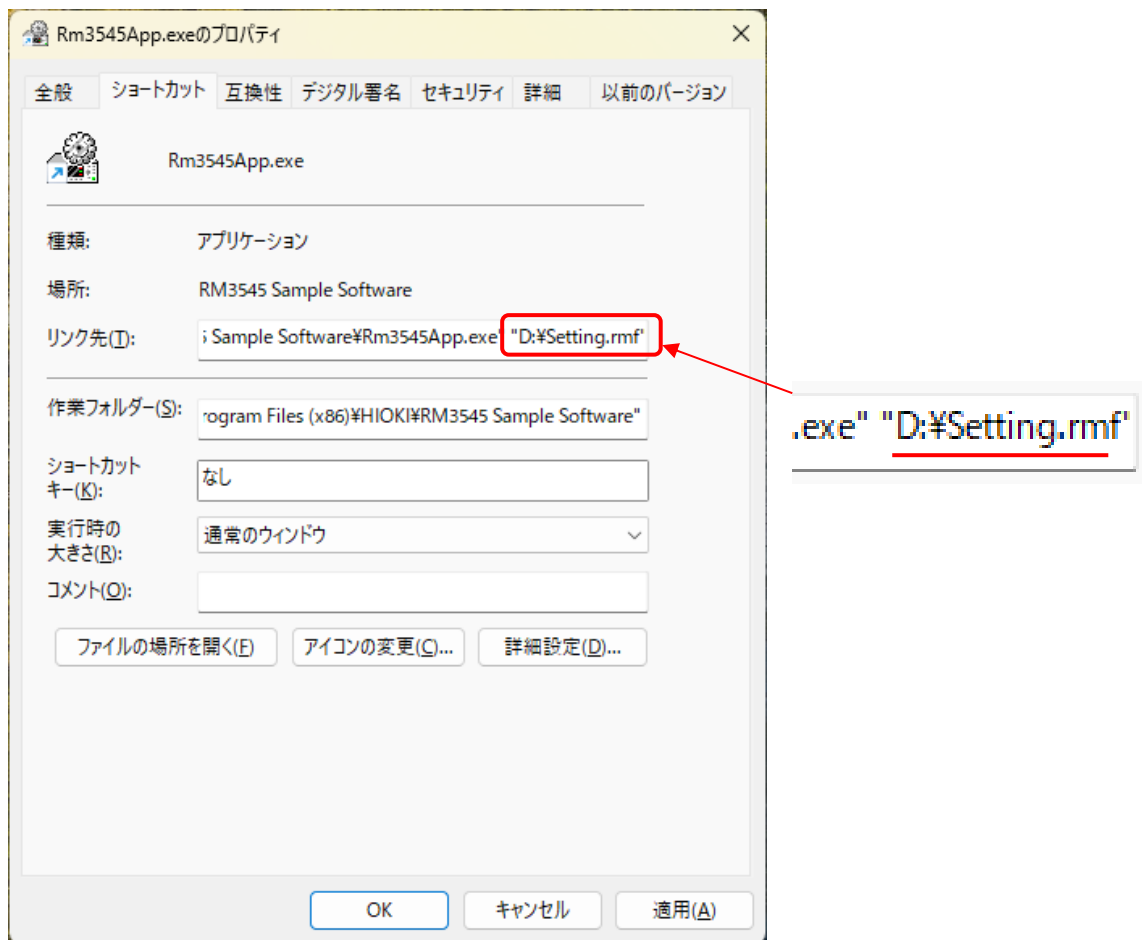 Rm3545App.exeのプロパティ
全般 ショートカット 互換性 デジタル署名 セキュリティ 詳細 以前のバージョン
Rm3545App.exe
種類: アプリケーション
場所: RM3545 Sample Software
リンク先(T): Sample Software¥Rm3545App.exe" "D:¥Setting.rmf"
作業フォルダー(S): rogram Files (x86)¥HIOKI¥RM3545 Sample Software"
ショートカット
キー(K): なし
実行時の
大きさ(R): 通常のウィンドウ
コメント(O):
ファイルの場所を開く(F) アイコンの変更(C)... 詳細設定(D)...
OK キャンセル 適用(A)
.exe" "D:¥Setting.rmf"